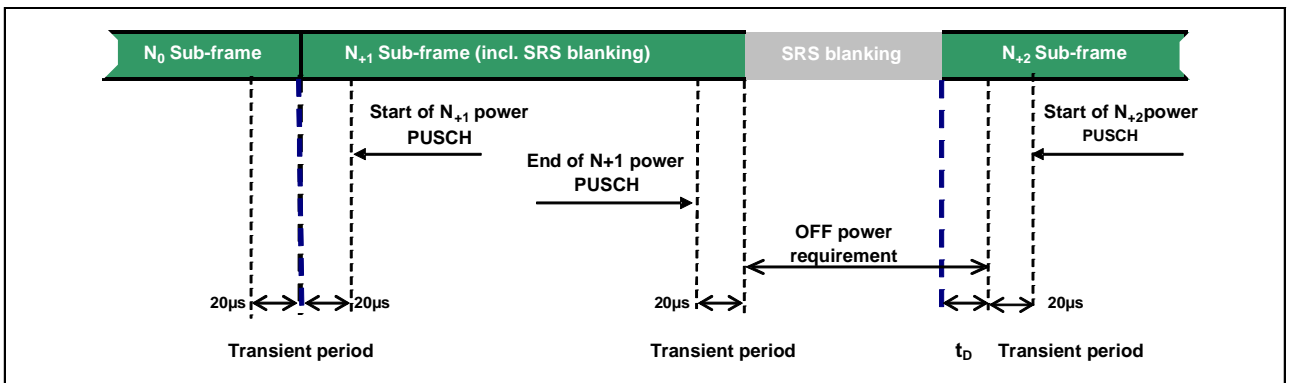 N0 Sub-frame
N+1 Sub-frame (incl. SRS blanking)
SRS blanking
N+2 Sub-frame
Start of N+1 power
PUSCH
Start of N+2power
PUSCH
End of N+1 power
PUSCH
OFF power
requirement
20µs
20µs
20µs
20µs
Transient period
Transient period
tD
Transient period